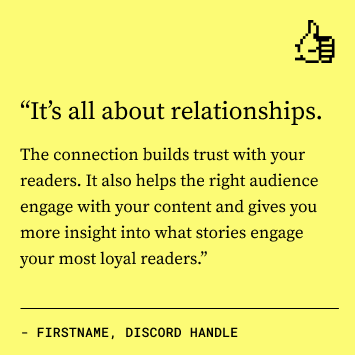 “It’s all about relationships.
The connection builds trust with your
readers. It also helps the right audience
engage with your content and gives you
more insight into what stories engage
your most loyal readers.”
– FIRSTNAME, DISCORD HANDLE